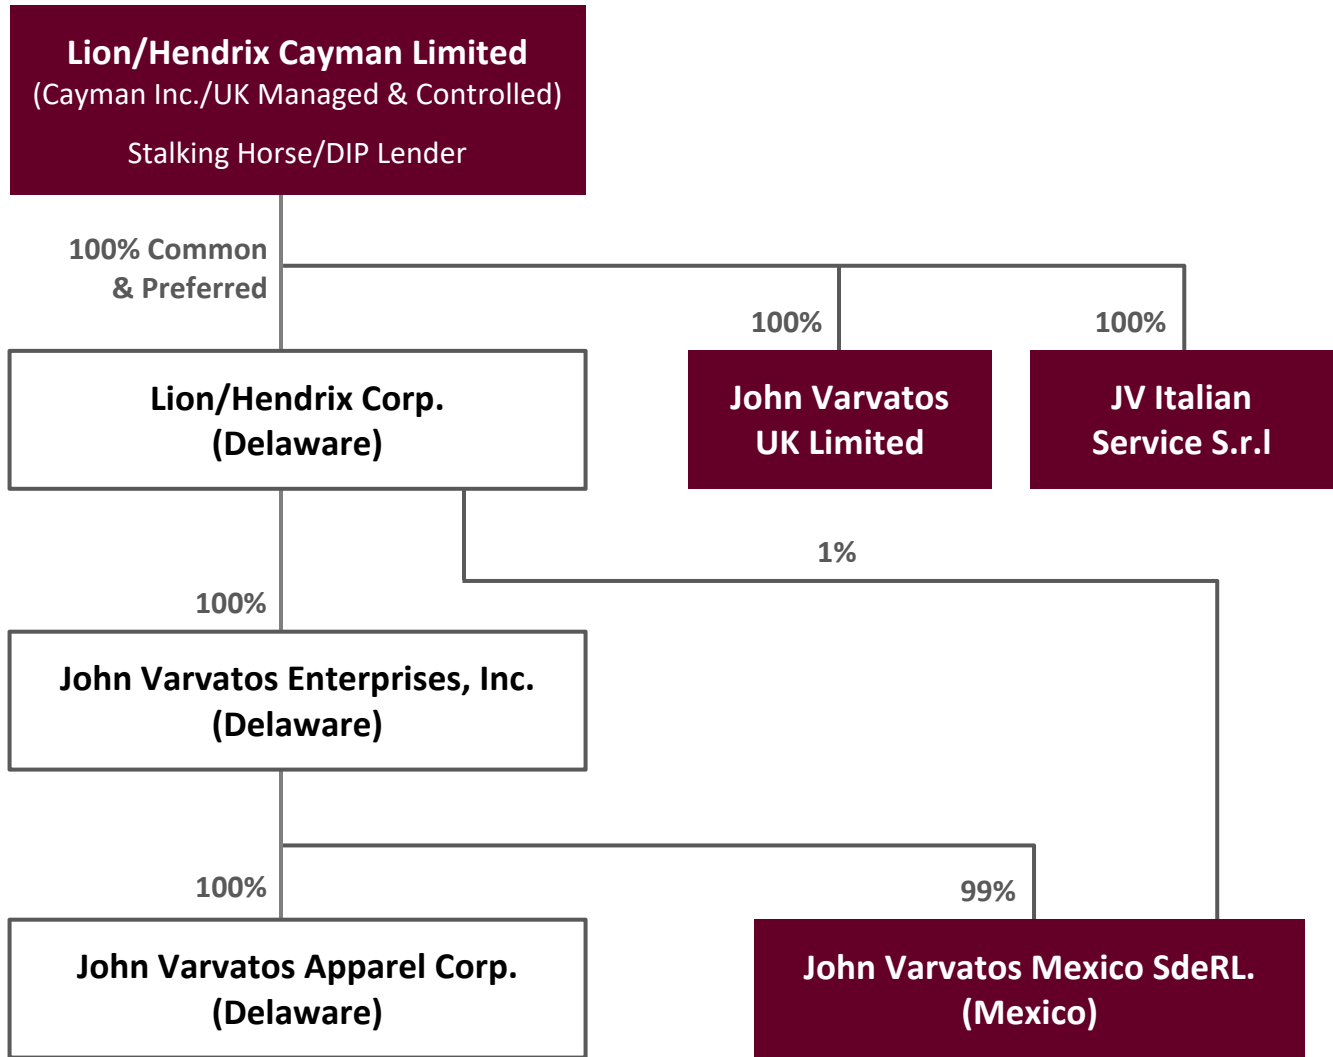 Lion/Hendrix Cayman Limited
(Cayman Inc./UK Managed & Controlled)
Stalking Horse/DIP Lender
100% Common
& Preferred
100%
100%
Lion/Hendrix Corp.
(Delaware)
John Varvatos
UK Limited
JV Italian
Service S.r.l
1%
100%
John Varvatos Enterprises, Inc.
(Delaware)
100%
99%
John Varvatos Apparel Corp.
(Delaware)
John Varvatos Mexico SdeRL.
(Mexico)